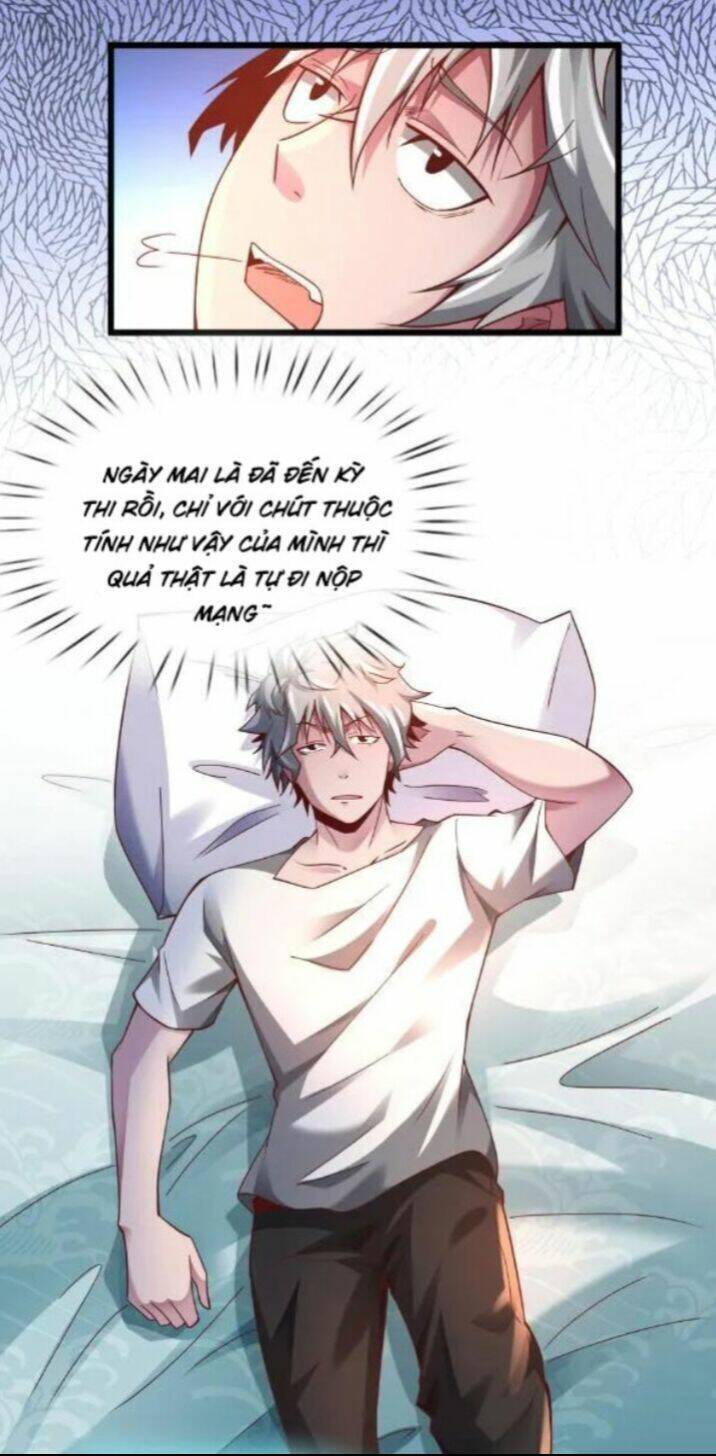 NGÀY MAI LÀ ĐÃ ĐẾN KỲ
THI RỒI, CHỈ VỚI CHÚT THUỘC
TÍNH NHƯ VẬY CỦA MÌNH THÌ
QUẢ THẬT LÀ TỰ ĐI NỘP
MẠNG~